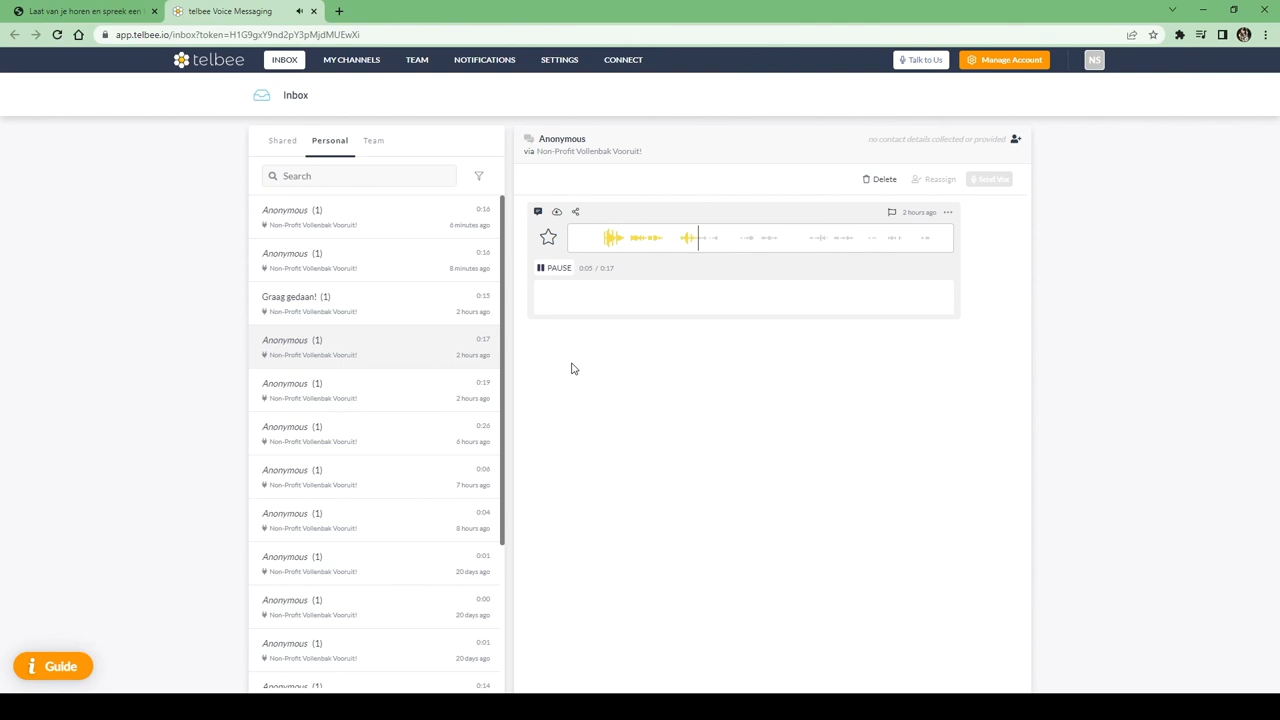 Laat van je horen en spreek een
telbee Voice Messaging
app.telbee.io/inbox?token=H1G9gxY9nd2pY3pMjdMUEwXi
telbee
INBOX
MY CHANNELS
TEAM
NOTIFICATIONS
SETTINGS
CONNECT
Talk to Us
Manage Account
NS
Inbox
Shared
Personal
Team
Search
Anonymous (1) 0:16
Non-Profit Vollenbak Vooruit! 6 minutes ago
Anonymous (1) 0:16
Non-Profit Vollenbak Vooruit! 8 minutes ago
Graag gedaan! (1) 0:15
Non-Profit Vollenbak Vooruit! 2 hours ago
Anonymous (1) 0:17
Non-Profit Vollenbak Vooruit! 2 hours ago
Anonymous (1) 0:19
Non-Profit Vollenbak Vooruit! 2 hours ago
Anonymous (1) 0:26
Non-Profit Vollenbak Vooruit! 6 hours ago
Anonymous (1) 0:06
Non-Profit Vollenbak Vooruit! 7 hours ago
Anonymous (1) 0:04
Non-Profit Vollenbak Vooruit! 8 hours ago
Anonymous (1) 0:01
Non-Profit Vollenbak Vooruit! 20 days ago
Anonymous (1) 0:00
Non-Profit Vollenbak Vooruit! 20 days ago
Anonymous (1) 0:01
Non-Profit Vollenbak Vooruit! 20 days ago
Anonymous (1) 0:14
Anonymous
via Non-Profit Vollenbak Vooruit!
no contact details collected or provided
Delete
Reassign
Send Vox
2 hours ago
PAUSE 0:05 / 0:17
i Guide